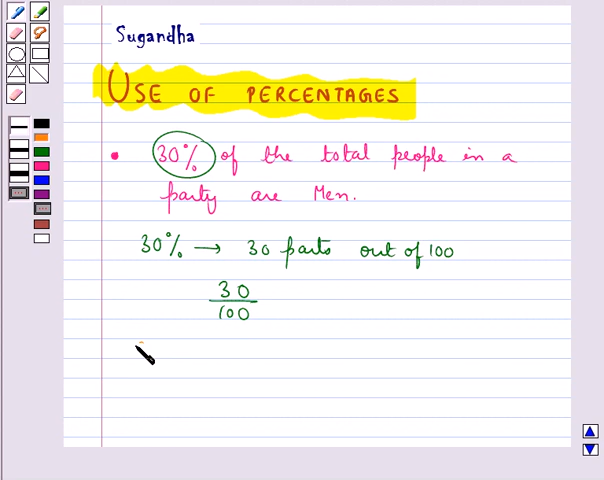 Sugandha
USE OF PERCENTAGES
• 30% of the total people in a
party are Men.
30% → 30 parts out of 100
30
100